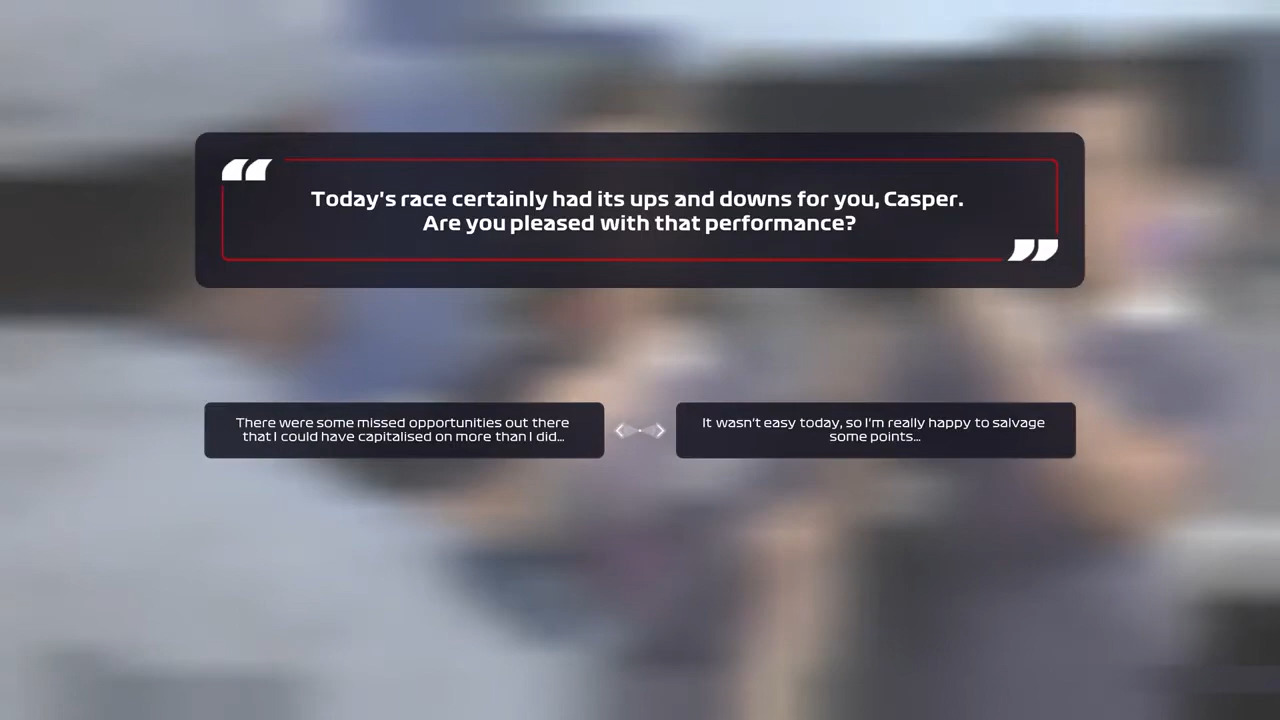 Today's race certainly had its ups and downs for you, Casper.
Are you pleased with that performance?
There were some missed opportunities out there
that I could have capitalised on more than I did...
It wasn't easy today, so I'm really happy to salvage
some points...